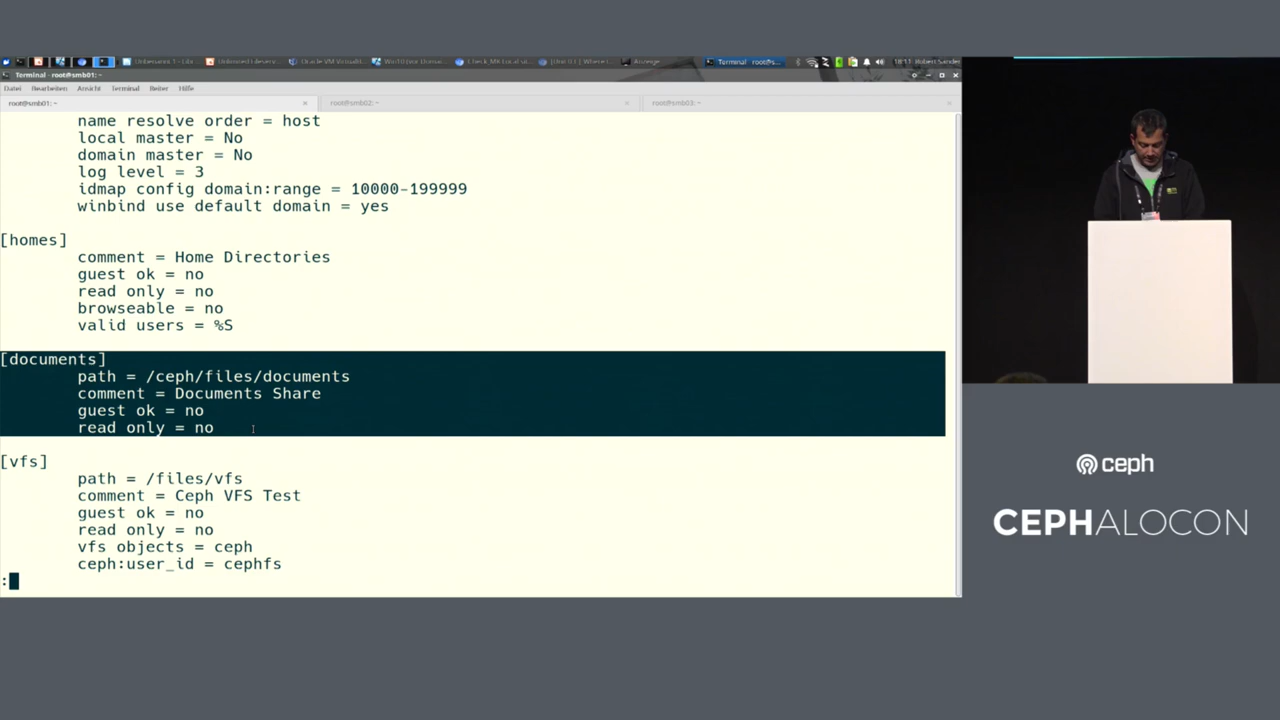 Terminal - root@smb01: ~
Datei Bearbeiten Ansicht Terminal Reiter Hilfe
root@smb01: ~
root@smb02: ~
root@smb03: ~
18:11 Robert Sander
name resolve order = host
local master = No
domain master = No
log level = 3
idmap config domain:range = 10000-199999
winbind use default domain = yes
[homes]
comment = Home Directories
guest ok = no
read only = no
browseable = no
valid users = %S
[documents]
path = /ceph/files/documents
comment = Documents Share
guest ok = no
read only = no
[vfs]
path = /files/vfs
comment = Ceph VFS Test
guest ok = no
read only = no
vfs objects = ceph
ceph:user_id = cephfs
:
ceph
CEPHALOCON